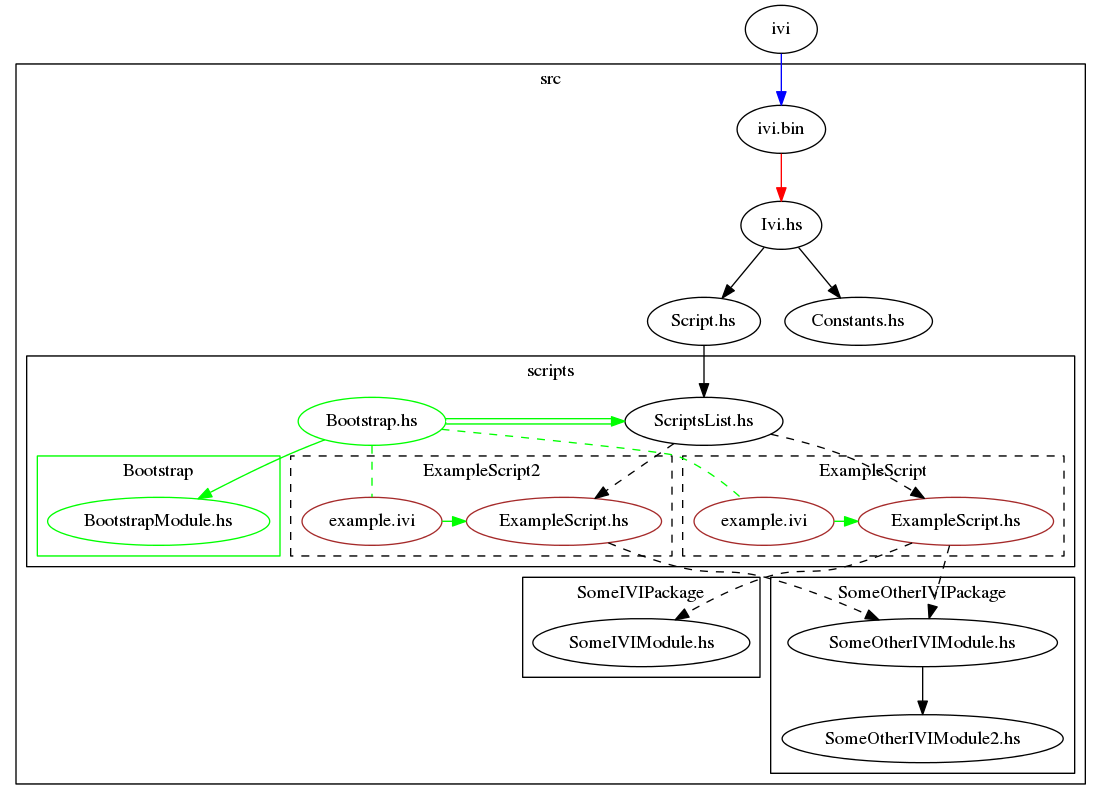 ivi
src
ivi.bin
Ivi.hs
Script.hs
Constants.hs
scripts
Bootstrap.hs
ScriptsList.hs
Bootstrap
ExampleScript2
ExampleScript
BootstrapModule.hs
example.ivi
ExampleScript.hs
example.ivi
ExampleScript.hs
SomeIVIPackage
SomeOtherIVIPackage
SomeIVIModule.hs
SomeOtherIVIModule.hs
SomeOtherIVIModule2.hs